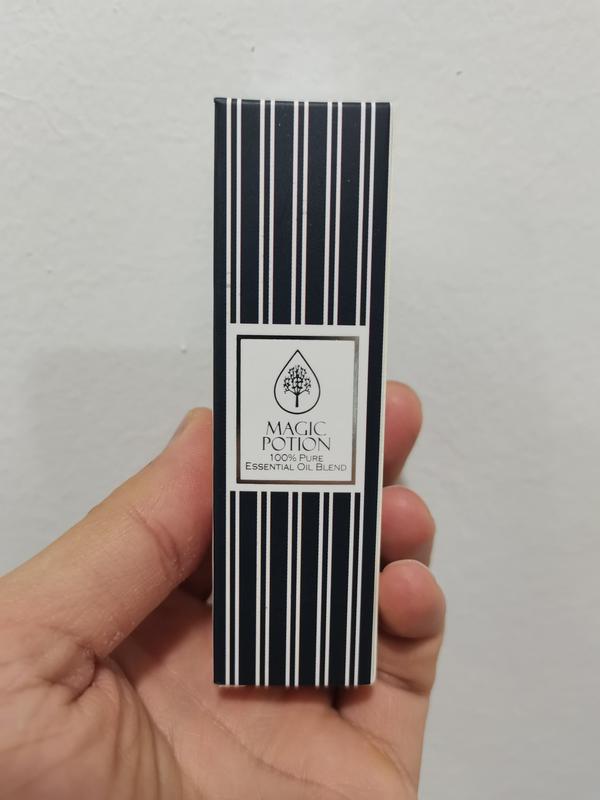 MAGIC
POTION
100% PURE
ESSENTIAL OIL BLEND